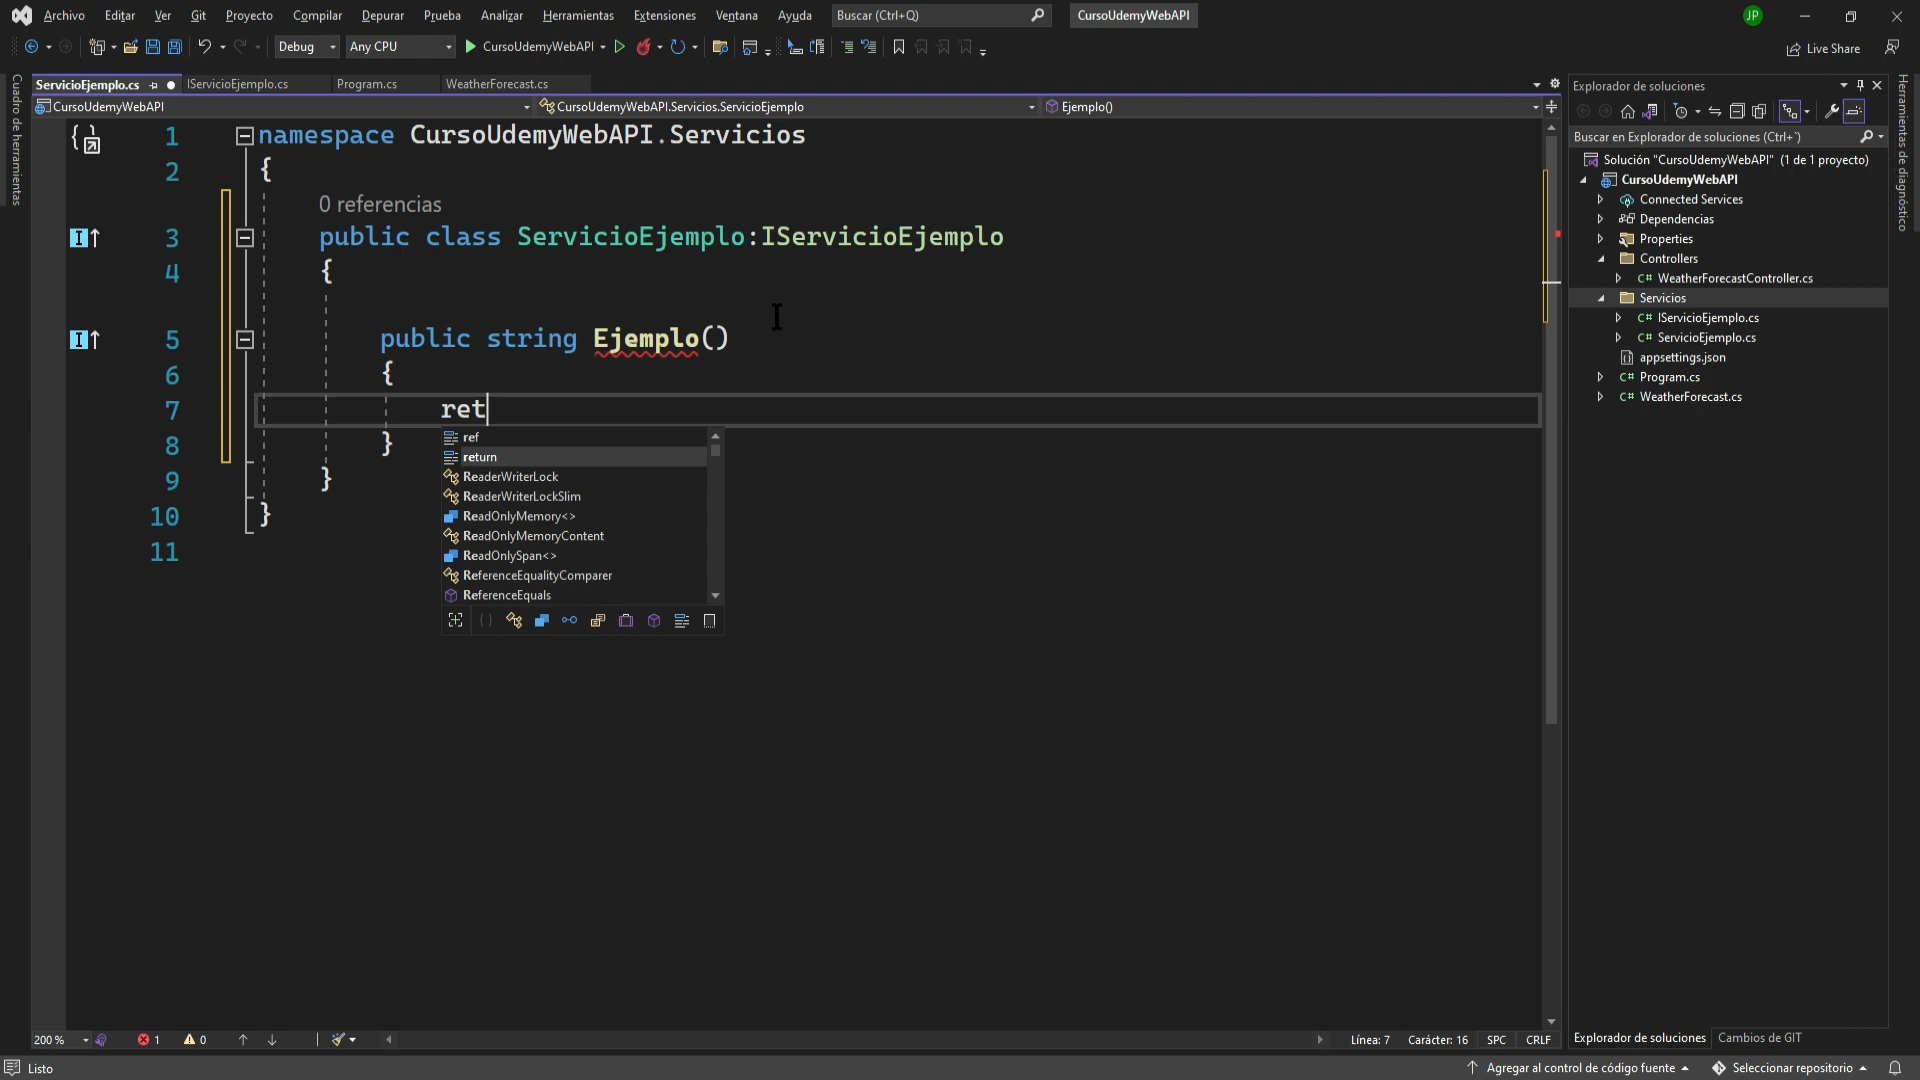 Archivo Editar Ver Git Proyecto Compilar Depurar Prueba Analizar Herramientas Extensiones Ventana Ayuda Buscar (Ctrl+Q) CursoUdemyWebAPI JP
Debug Any CPU CursoUdemyWebAPI Live Share
Cuadro de herramientas
ServicioEjemplo.cs IServicioEjemplo.cs Program.cs WeatherForecast.cs
CursoUdemyWebAPI CursoUdemyWebAPI.Servicios.ServicioEjemplo Ejemplo()
1 namespace CursoUdemyWebAPI.Servicios
2 {
0 referencias
3 public class ServicioEjemplo:IServicioEjemplo
4 {
5 public string Ejemplo()
6 {
7 ret
8 }
9 }
10 }
11
ref
return
ReaderWriterLock
ReaderWriterLockSlim
ReadOnlyMemory<>
ReadOnlyMemoryContent
ReadOnlySpan<>
ReferenceEqualityComparer
ReferenceEquals
200 % 1 0 Línea: 7 Carácter: 16 SPC CRLF
Explorador de soluciones
Buscar en Explorador de soluciones (Ctrl+`)
Solución "CursoUdemyWebAPI" (1 de 1 proyecto)
CursoUdemyWebAPI
Connected Services
Dependencias
Properties
Controllers
C# WeatherForecastController.cs
Servicios
C# IServicioEjemplo.cs
C# ServicioEjemplo.cs
appsettings.json
C# Program.cs
C# WeatherForecast.cs
Explorador de soluciones Cambios de GIT
Herramientas de diagnóstico
Listo Agregar al control de código fuente Seleccionar repositorio